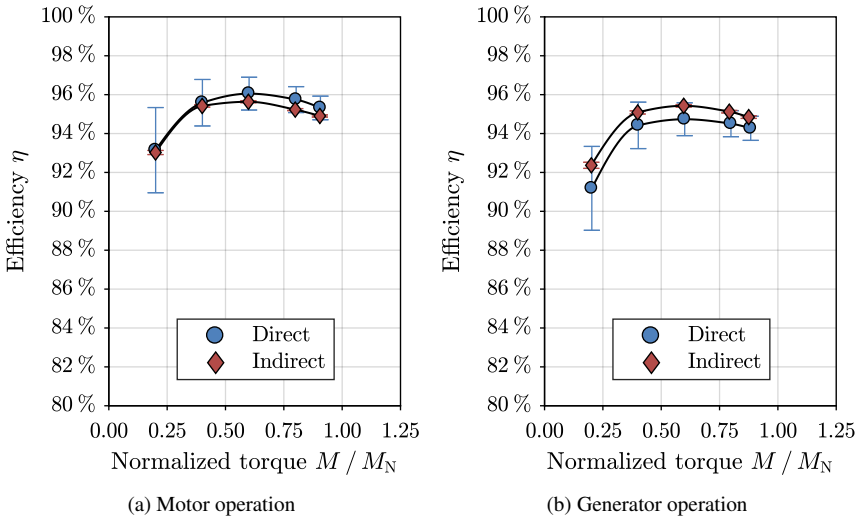 100 %
98 %
96 %
94 %
92 %
90 %
88 %
86 %
84 %
82 %
80 %
Efficiency η
Direct
Indirect
0.00 0.25 0.50 0.75 1.00 1.25
Normalized torque M / M_N
(a) Motor operation
100 %
98 %
96 %
94 %
92 %
90 %
88 %
86 %
84 %
82 %
80 %
Efficiency η
Direct
Indirect
0.00 0.25 0.50 0.75 1.00 1.25
Normalized torque M / M_N
(b) Generator operation